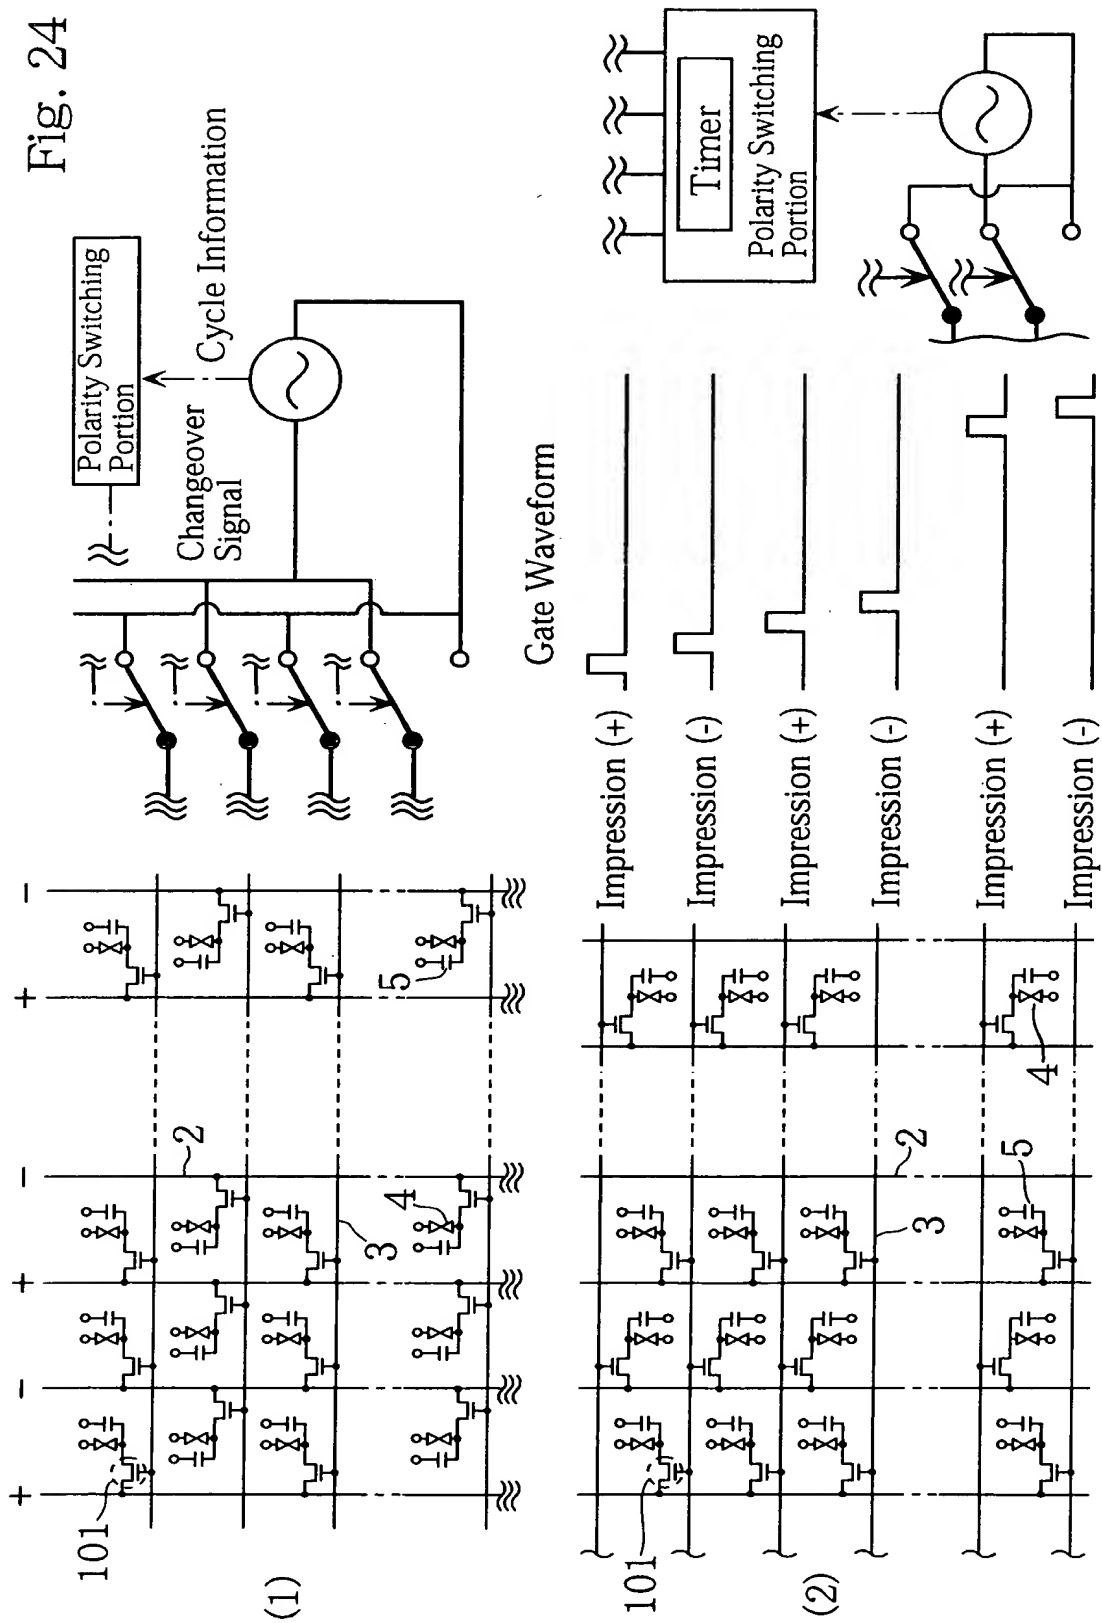 Fig. 24
(1)
101
+
-
+
-
+
-
2
3
4
5
Changeover
Signal
Polarity Switching
Portion
Cycle Information
(2)
101
2
3
4
5
Gate Waveform
Impression (+)
Impression (-)
Impression (+)
Impression (-)
Impression (+)
Impression (-)
Timer
Polarity Switching
Portion